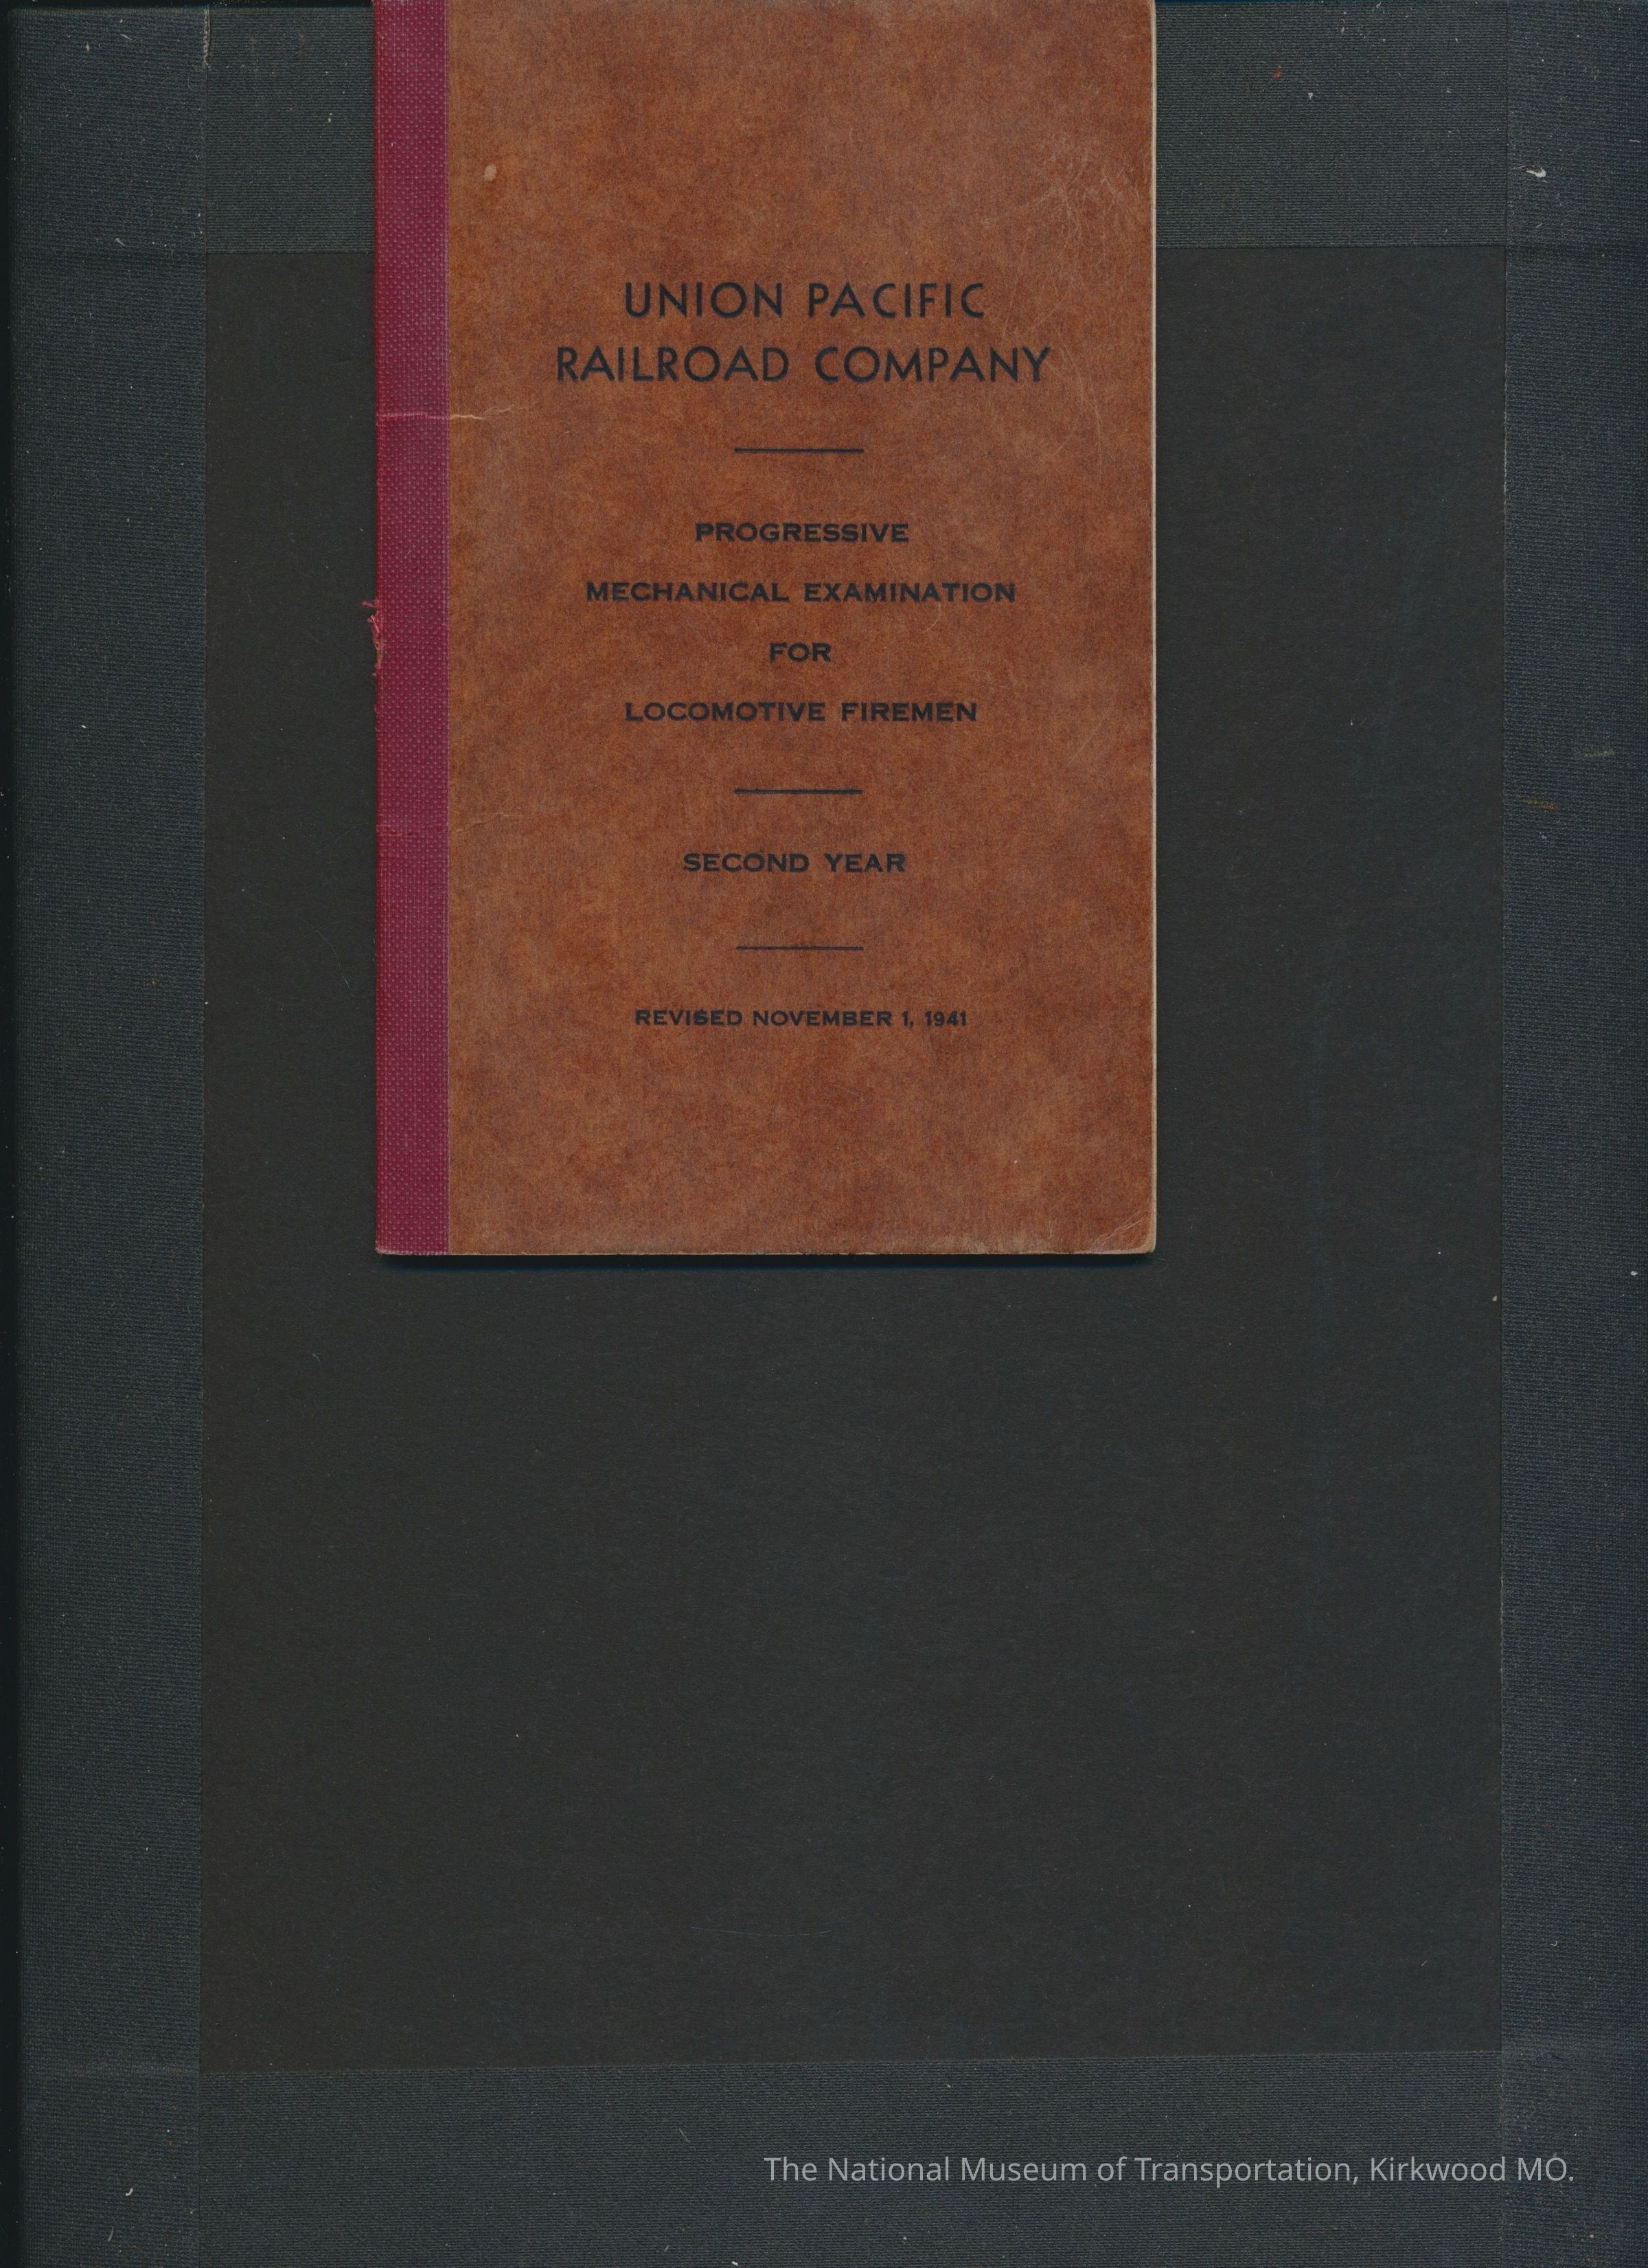 UNION PACIFIC
RAILROAD COMPANY
PROGRESSIVE
MECHANICAL EXAMINATION
FOR
LOCOMOTIVE FIREMEN
SECOND YEAR
REVISED NOVEMBER 1, 1941
The National Museum of Transportation, Kirkwood MO.